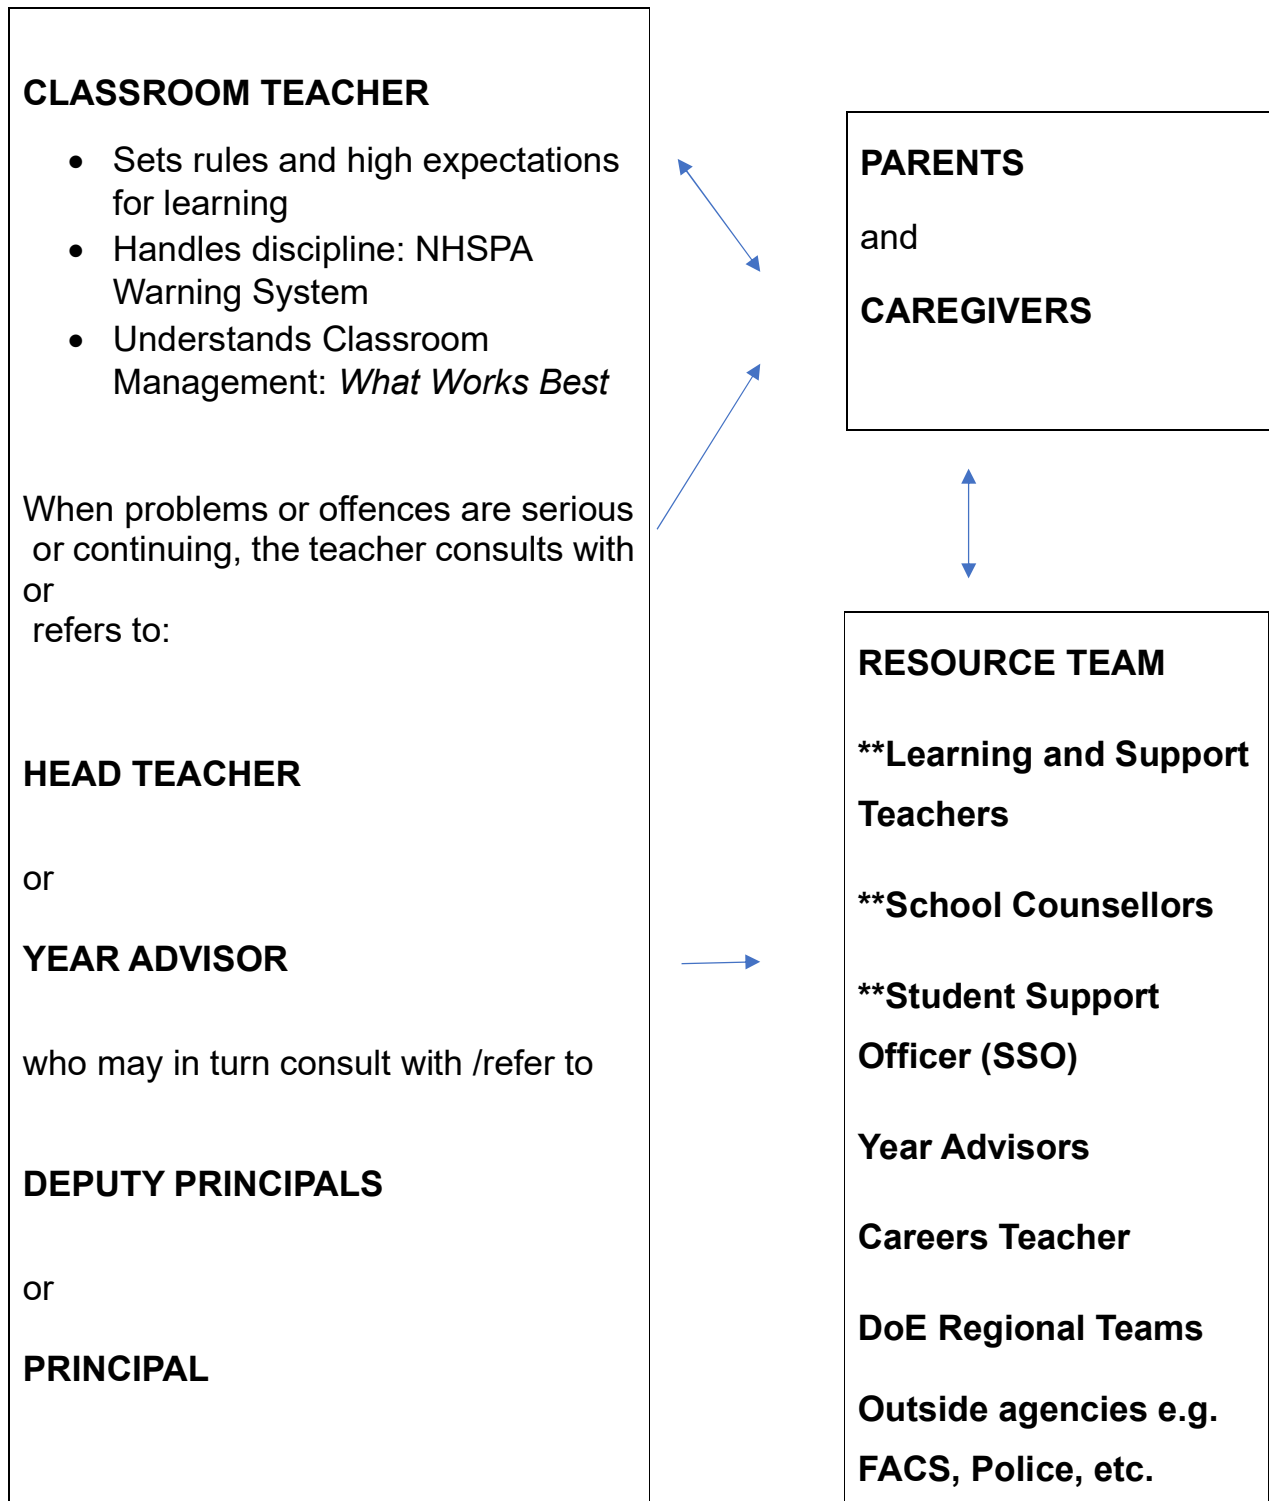 CLASSROOM TEACHER
• Sets rules and high expectations
for learning
• Handles discipline: NHSPA
Warning System
• Understands Classroom
Management: What Works Best
When problems or offences are serious
or continuing, the teacher consults with
or
refers to:
HEAD TEACHER
or
YEAR ADVISOR
who may in turn consult with /refer to
DEPUTY PRINCIPALS
or
PRINCIPAL
PARENTS
and
CAREGIVERS
RESOURCE TEAM
**Learning and Support
Teachers
**School Counsellors
**Student Support
Officer (SSO)
Year Advisors
Careers Teacher
DoE Regional Teams
Outside agencies e.g.
FACS, Police, etc.